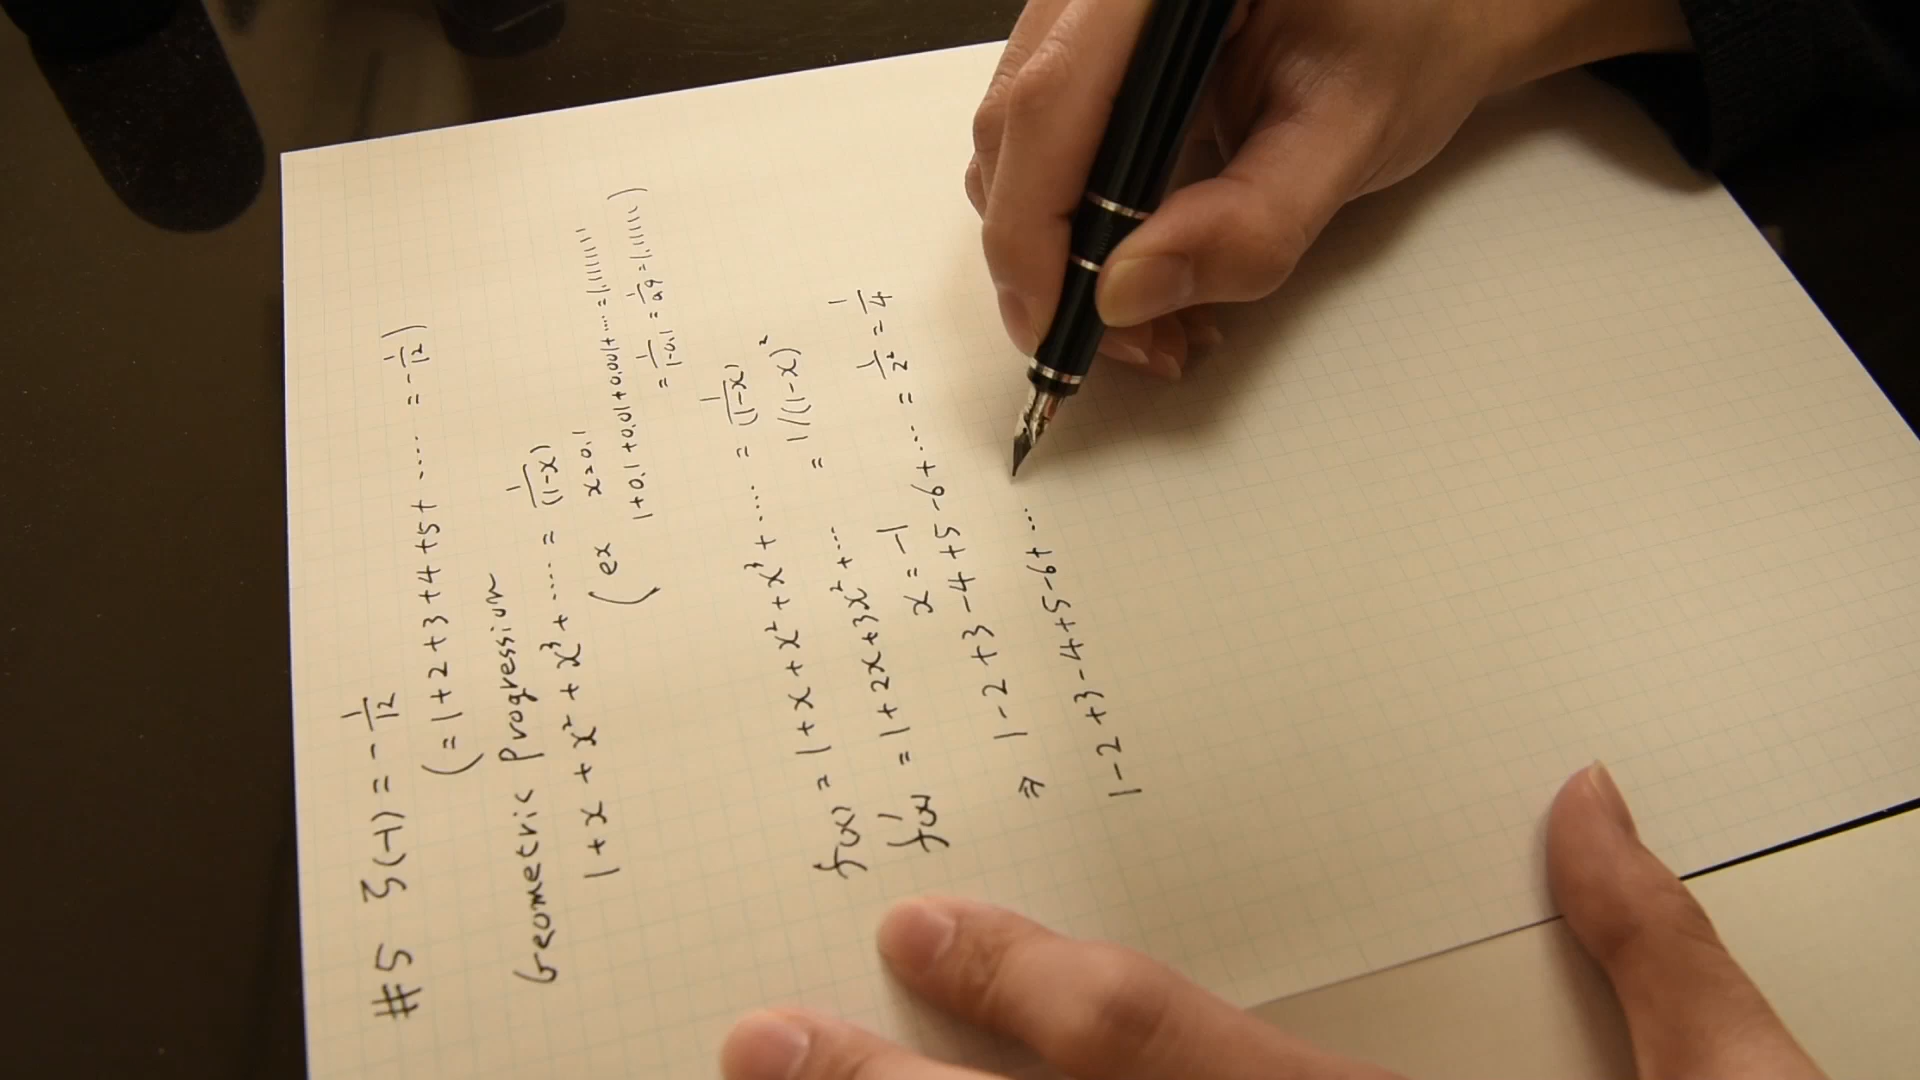 #5 ζ(-1) = -1/12
(= 1+2+3+4+5+ ····· = -1/12)
Geometric Progression
1 + x + x² + x³ + ···· = 1/(1-x)
(ex x=0.1
1+0.1+0.01+0.001+···· = 1.1111111
= 1/(1-0.1) = 1/0.9 = 1.11111)
f(x) = 1 + x + x² + x³ + ···· = 1/(1-x)
f'(x) = 1 + 2x + 3x² + ··· = 1/(1-x)²
x = -1
⇒ 1-2+3-4+5-6+··· = 1/2² = 1/4
1-2+3-4+5-6+···